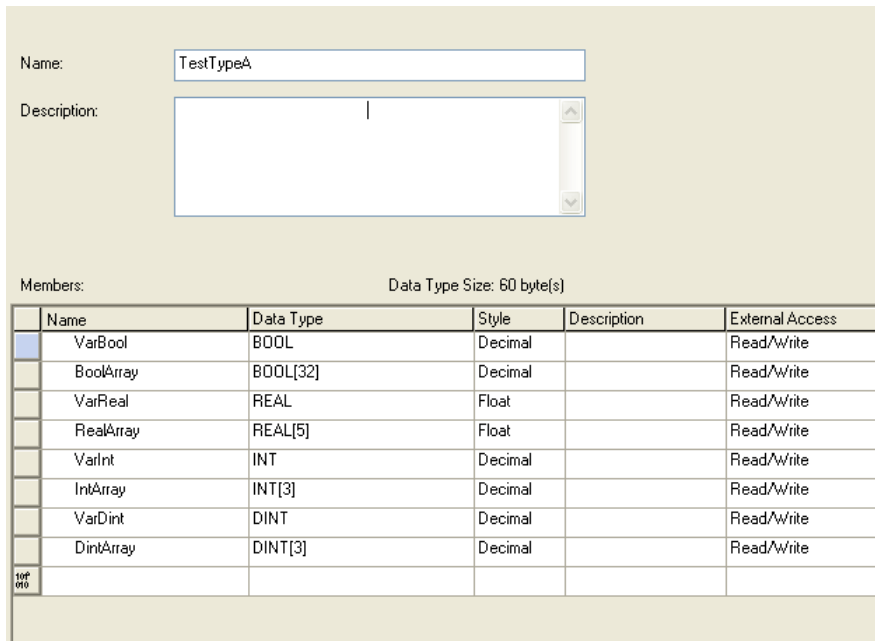 Name: TestTypeA
Description:
Members: Data Type Size: 60 byte(s)
Name Data Type Style Description External Access
VarBool BOOL Decimal Read/Write
BoolArray BOOL[32] Decimal Read/Write
VarReal REAL Float Read/Write
RealArray REAL[5] Float Read/Write
VarInt INT Decimal Read/Write
IntArray INT[3] Decimal Read/Write
VarDint DINT Decimal Read/Write
DintArray DINT[3] Decimal Read/Write